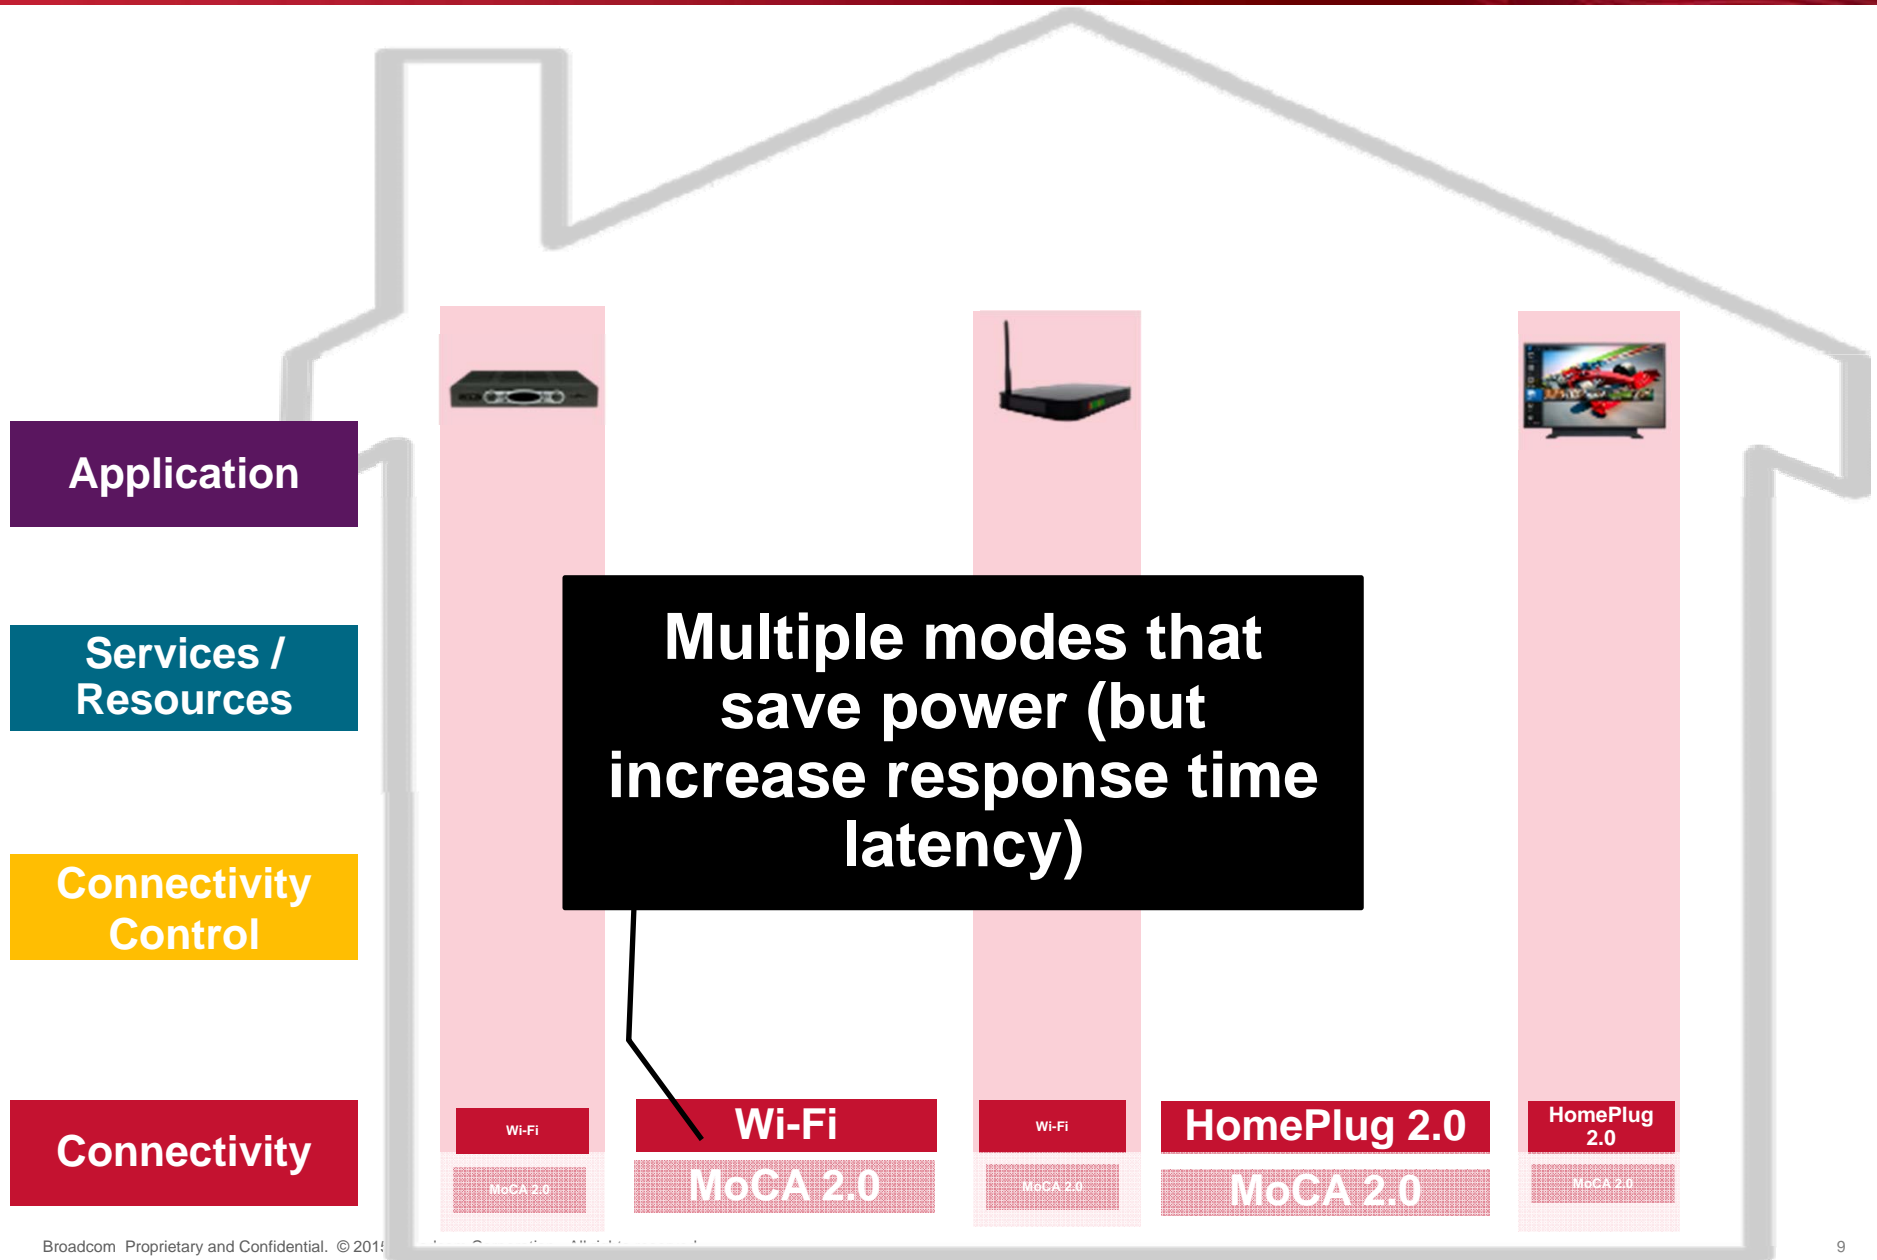 Application
Services /
Resources
Connectivity
Control
Connectivity
Multiple modes that
save power (but
increase response time
latency)
Wi-Fi
Wi-Fi
Wi-Fi
HomePlug 2.0
HomePlug
2.0
MoCA 2.0
MoCA 2.0
MoCA 2.0
MoCA 2.0
MoCA 2.0
Broadcom Proprietary and Confidential. © 2015
9